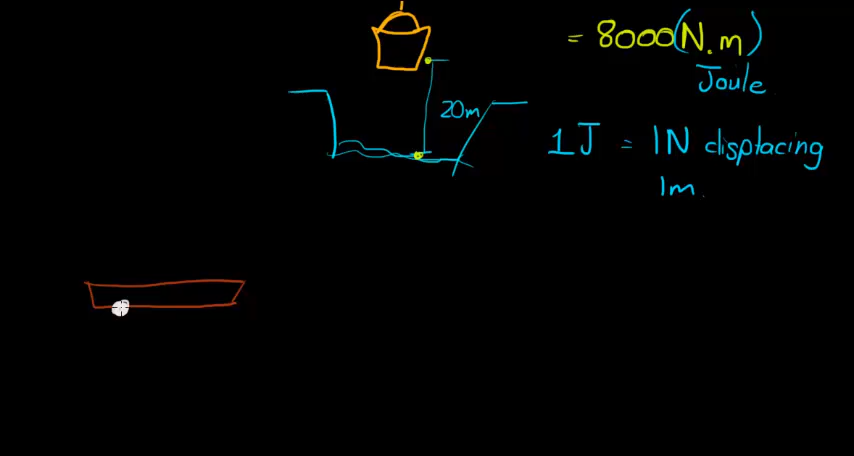 = 8000(N.m)
Joule
20m
1J = 1N displacing
1m.